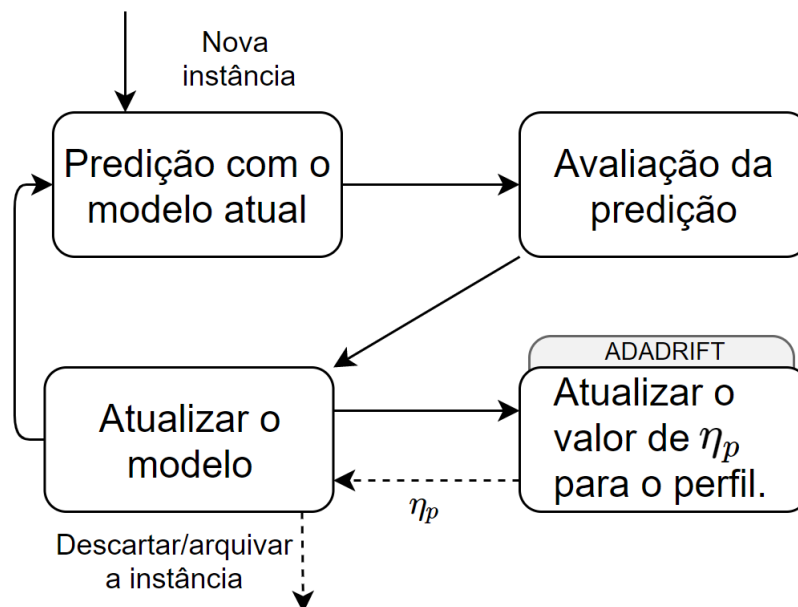 Nova
instância
Predição com o
modelo atual
Avaliação da
predição
ADADRIFT
Atualizar o
valor de ηₚ
para o perfil.
Atualizar o
modelo
ηₚ
Descartar/arquivar
a instância